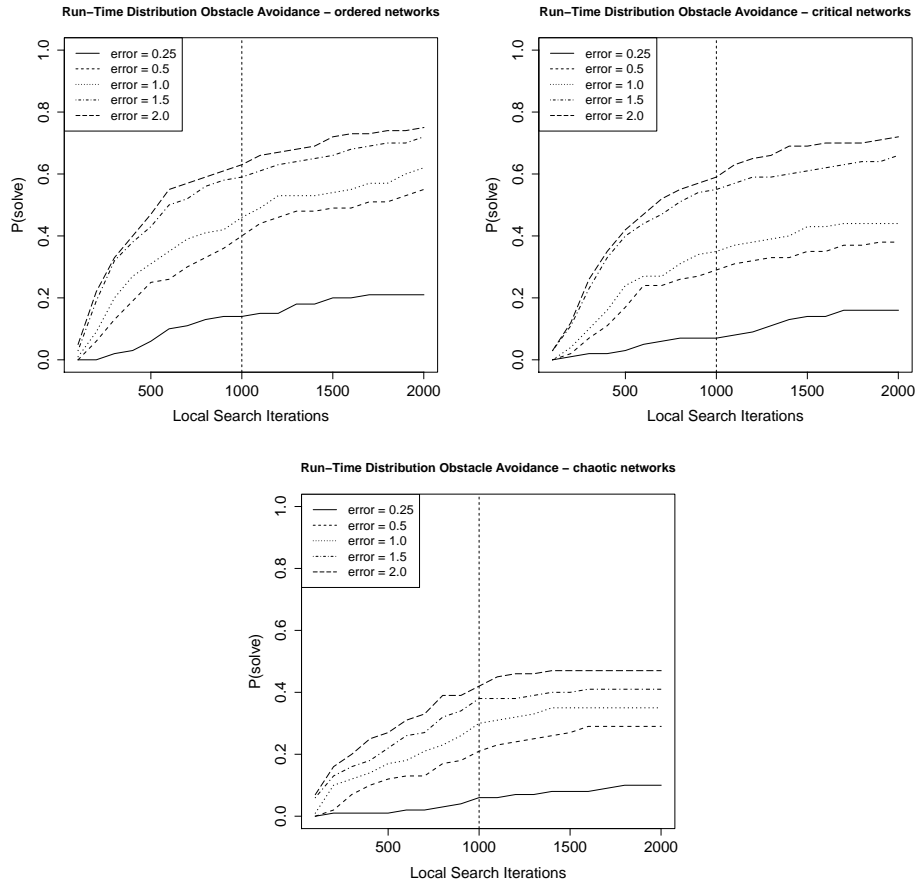 Run−Time Distribution Obstacle Avoidance − ordered networks
error = 0.25
error = 0.5
error = 1.0
error = 1.5
error = 2.0
P(solve)
1.0
0.8
0.6
0.4
0.2
0.0
500 1000 1500 2000
Local Search Iterations
Run−Time Distribution Obstacle Avoidance − critical networks
error = 0.25
error = 0.5
error = 1.0
error = 1.5
error = 2.0
P(solve)
1.0
0.8
0.6
0.4
0.2
0.0
500 1000 1500 2000
Local Search Iterations
Run−Time Distribution Obstacle Avoidance − chaotic networks
error = 0.25
error = 0.5
error = 1.0
error = 1.5
error = 2.0
P(solve)
1.0
0.8
0.6
0.4
0.2
0.0
500 1000 1500 2000
Local Search Iterations